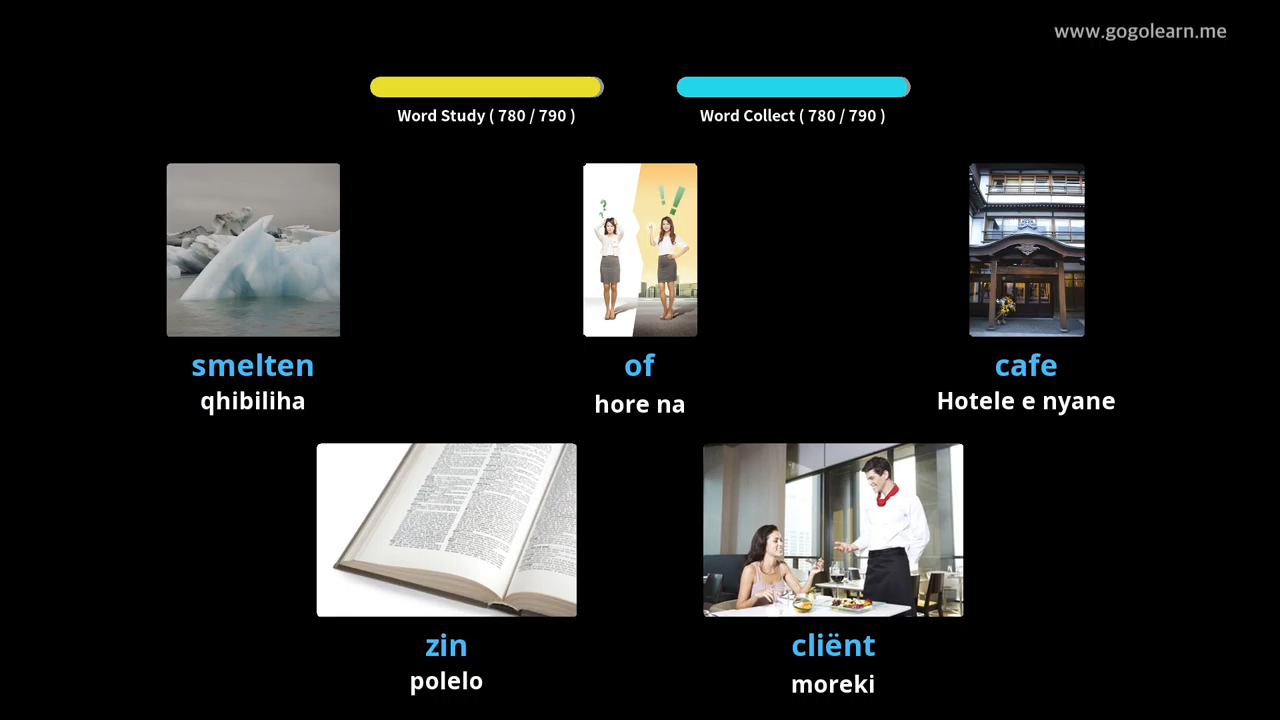 www.gogolearn.me
Word Study ( 780 / 790 )
Word Collect ( 780 / 790 )
smelten
qhibiliha
of
hore na
cafe
Hotele e nyane
zin
polelo
cliënt
moreki